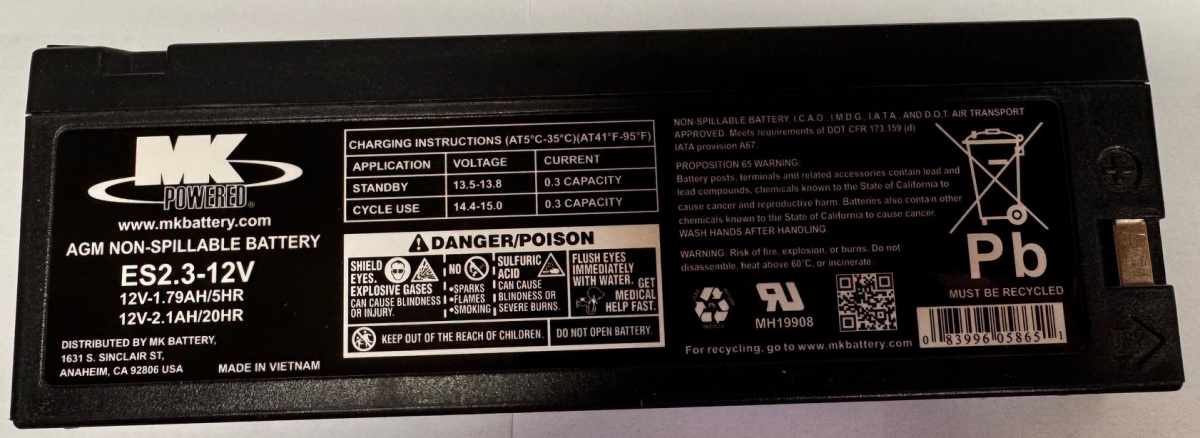 MK
POWERED®
www.mkbattery.com
AGM NON-SPILLABLE BATTERY
ES2.3-12V
12V-1.79AH/5HR
12V-2.1AH/20HR
DISTRIBUTED BY MK BATTERY,
1631 S. SINCLAIR ST,
ANAHEIM, CA 92806 USA
MADE IN VIETNAM
CHARGING INSTRUCTIONS (AT5°C-35°C)(AT41°F-95°F)
APPLICATION VOLTAGE CURRENT
STANDBY 13.5-13.8 0.3 CAPACITY
CYCLE USE 14.4-15.0 0.3 CAPACITY
DANGER/POISON
SHIELD
EYES.
EXPLOSIVE GASES
CAN CAUSE BLINDNESS
OR INJURY.
NO
•SPARKS
•FLAMES
•SMOKING
SULFURIC
ACID
CAN CAUSE
BLINDNESS OR
SEVERE BURNS.
FLUSH EYES
IMMEDIATELY
WITH WATER.
GET
MEDICAL
HELP FAST.
KEEP OUT OF THE REACH OF CHILDREN.
DO NOT OPEN BATTERY.
NON-SPILLABLE BATTERY, I.C.A.O., I.M.D.G., I.A.T.A., AND D.O.T. AIR TRANSPORT
APPROVED. Meets requirements of DOT CFR 173.159 (d)
IATA provision A67.
PROPOSITION 65 WARNING:
Battery posts, terminals and related accessories contain lead and
lead compounds, chemicals known to the State of California to
cause cancer and reproductive harm. Batteries also contain other
chemicals known to the State of California to cause cancer.
WASH HANDS AFTER HANDLING.
WARNING: Risk of fire, explosion, or burns. Do not
disassemble, heat above 60°C, or incinerate.
RECYCLE
MH19908
For recycling, go to www.mkbattery.com
Pb
MUST BE RECYCLED
0 83996 05865 1